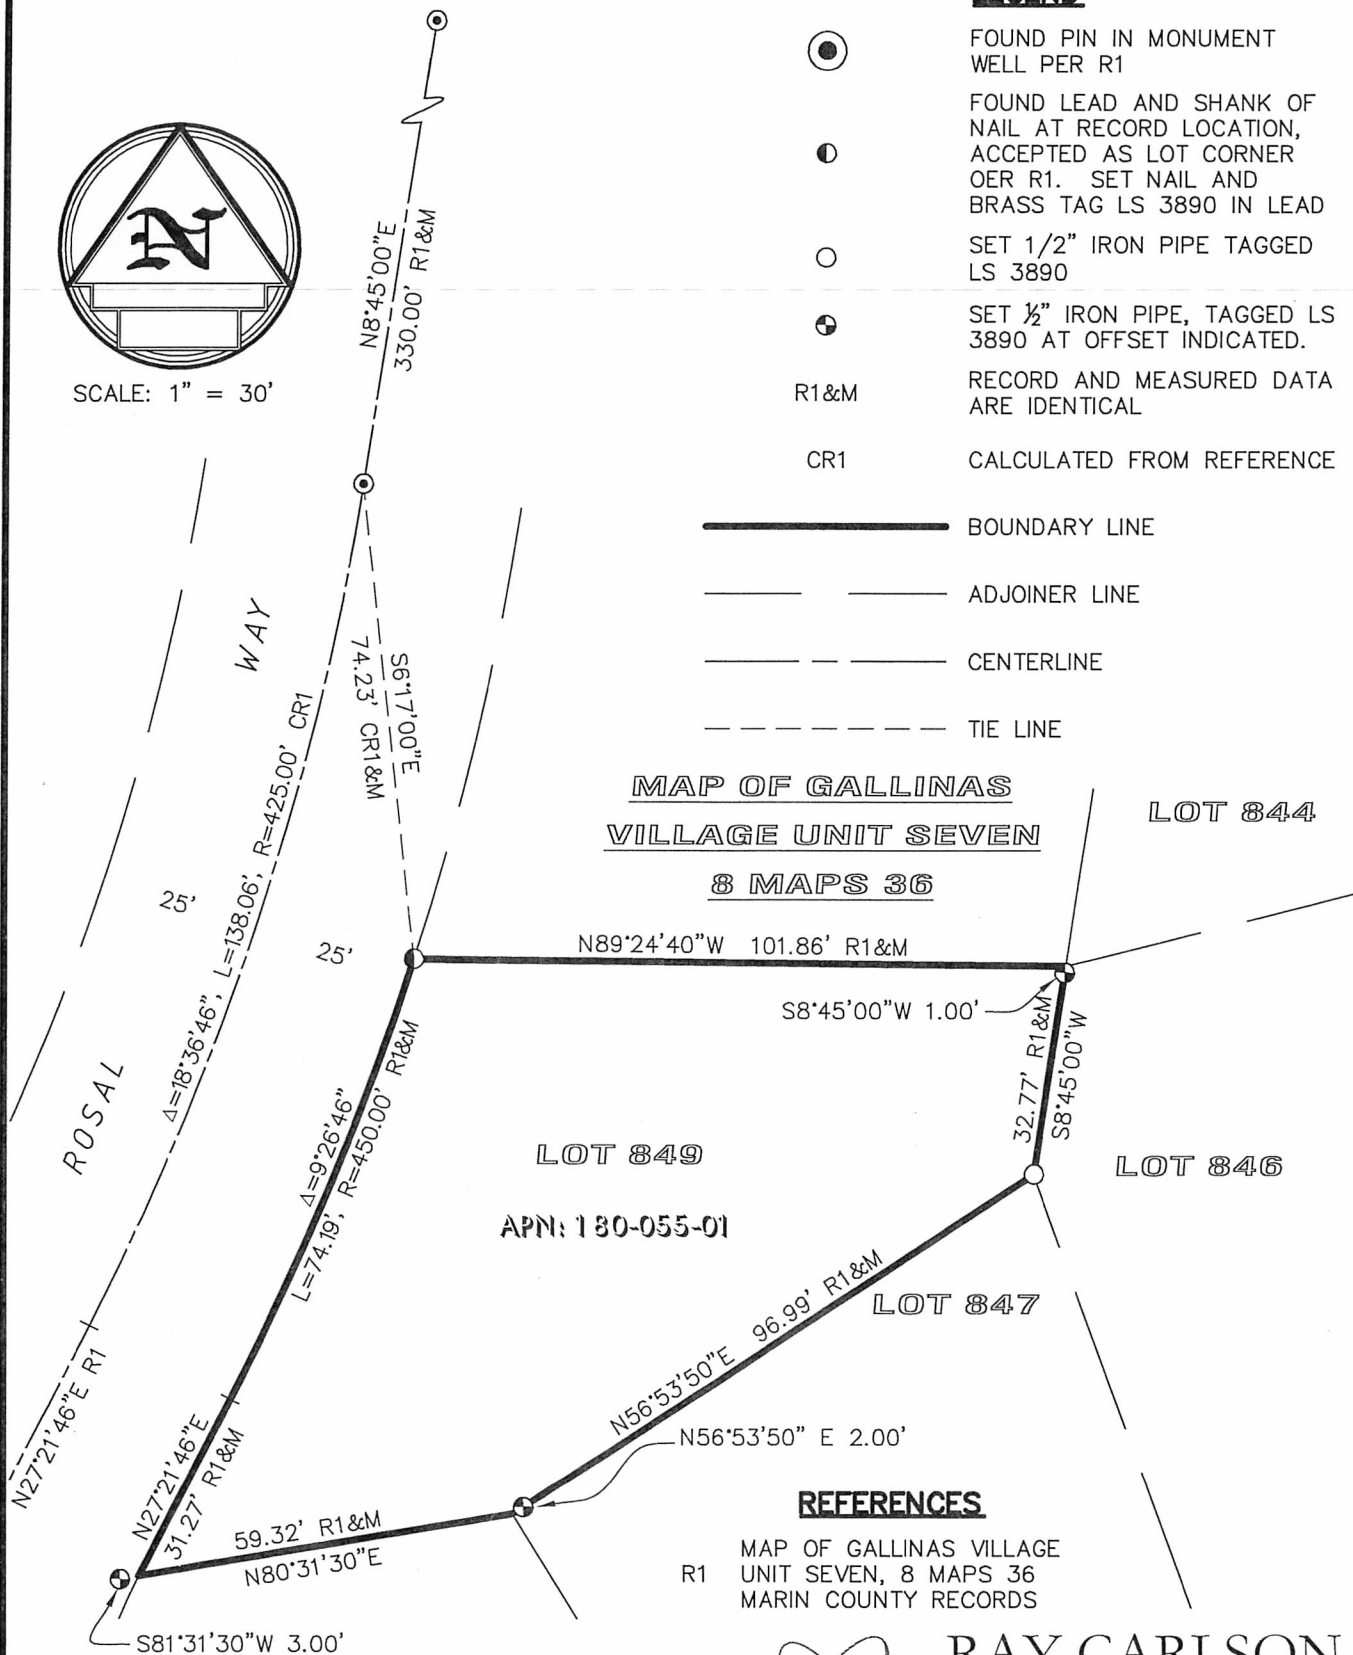 FOUND PIN IN MONUMENT
WELL PER R1
FOUND LEAD AND SHANK OF
NAIL AT RECORD LOCATION,
ACCEPTED AS LOT CORNER
OER R1. SET NAIL AND
BRASS TAG LS 3890 IN LEAD
SET 1/2" IRON PIPE TAGGED
LS 3890
SET ½" IRON PIPE, TAGGED LS
3890 AT OFFSET INDICATED.
R1&M
RECORD AND MEASURED DATA
ARE IDENTICAL
CR1
CALCULATED FROM REFERENCE
BOUNDARY LINE
ADJOINER LINE
CENTERLINE
TIE LINE
N
SCALE: 1" = 30'
N8°45'00"E
330.00' R1&M
S6°17'00"E
74.23' CR1&M
ROSAL WAY
Δ=18°36'46", L=138.06', R=425.00' CR1
25'
25'
MAP OF GALLINAS
VILLAGE UNIT SEVEN
8 MAPS 36
LOT 844
N89°24'40"W 101.86' R1&M
S8°45'00"W 1.00'
32.77' R1&M
S8°45'00"W
Δ=9°26'46"
L=74.19', R=450.00' R1&M
LOT 849
APN: 180-055-01
LOT 846
LOT 847
N56°53'50"E 96.99' R1&M
N56°53'50" E 2.00'
N27°21'46"E R1
N27°21'46"E
31.27' R1&M
59.32' R1&M
N80°31'30"E
S81°31'30"W 3.00'
REFERENCES
R1
MAP OF GALLINAS VILLAGE
UNIT SEVEN, 8 MAPS 36
MARIN COUNTY RECORDS
RAY CARLSON